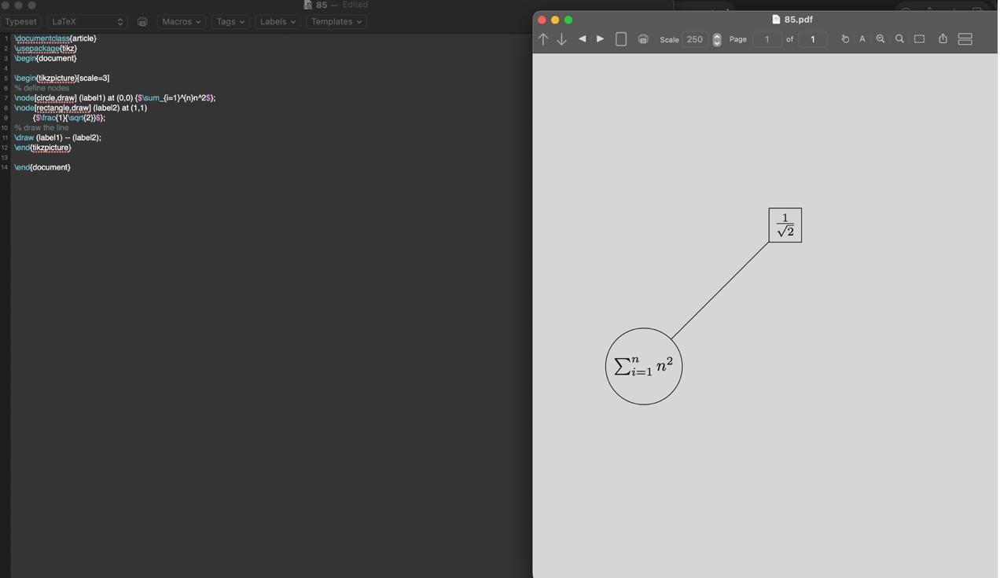 85 — Edited
Typeset LaTeX Macros Tags Labels Templates
1 \documentclass{article}
2 \usepackage{tikz}
3 \begin{document}
4
5 \begin{tikzpicture}[scale=3]
6 % define nodes
7 \node[circle,draw] (label1) at (0,0) {$\sum_{i=1}^{n}n^2$};
8 \node[rectangle,draw] (label2) at (1,1)
9 {$\frac{1}{\sqrt{2}}$};
10 % draw the line
11 \draw (label1) -- (label2);
12 \end{tikzpicture}
13
14 \end{document}
85.pdf
Scale 250 Page 1 of 1 A
1
√2
∑ n i=1 n²